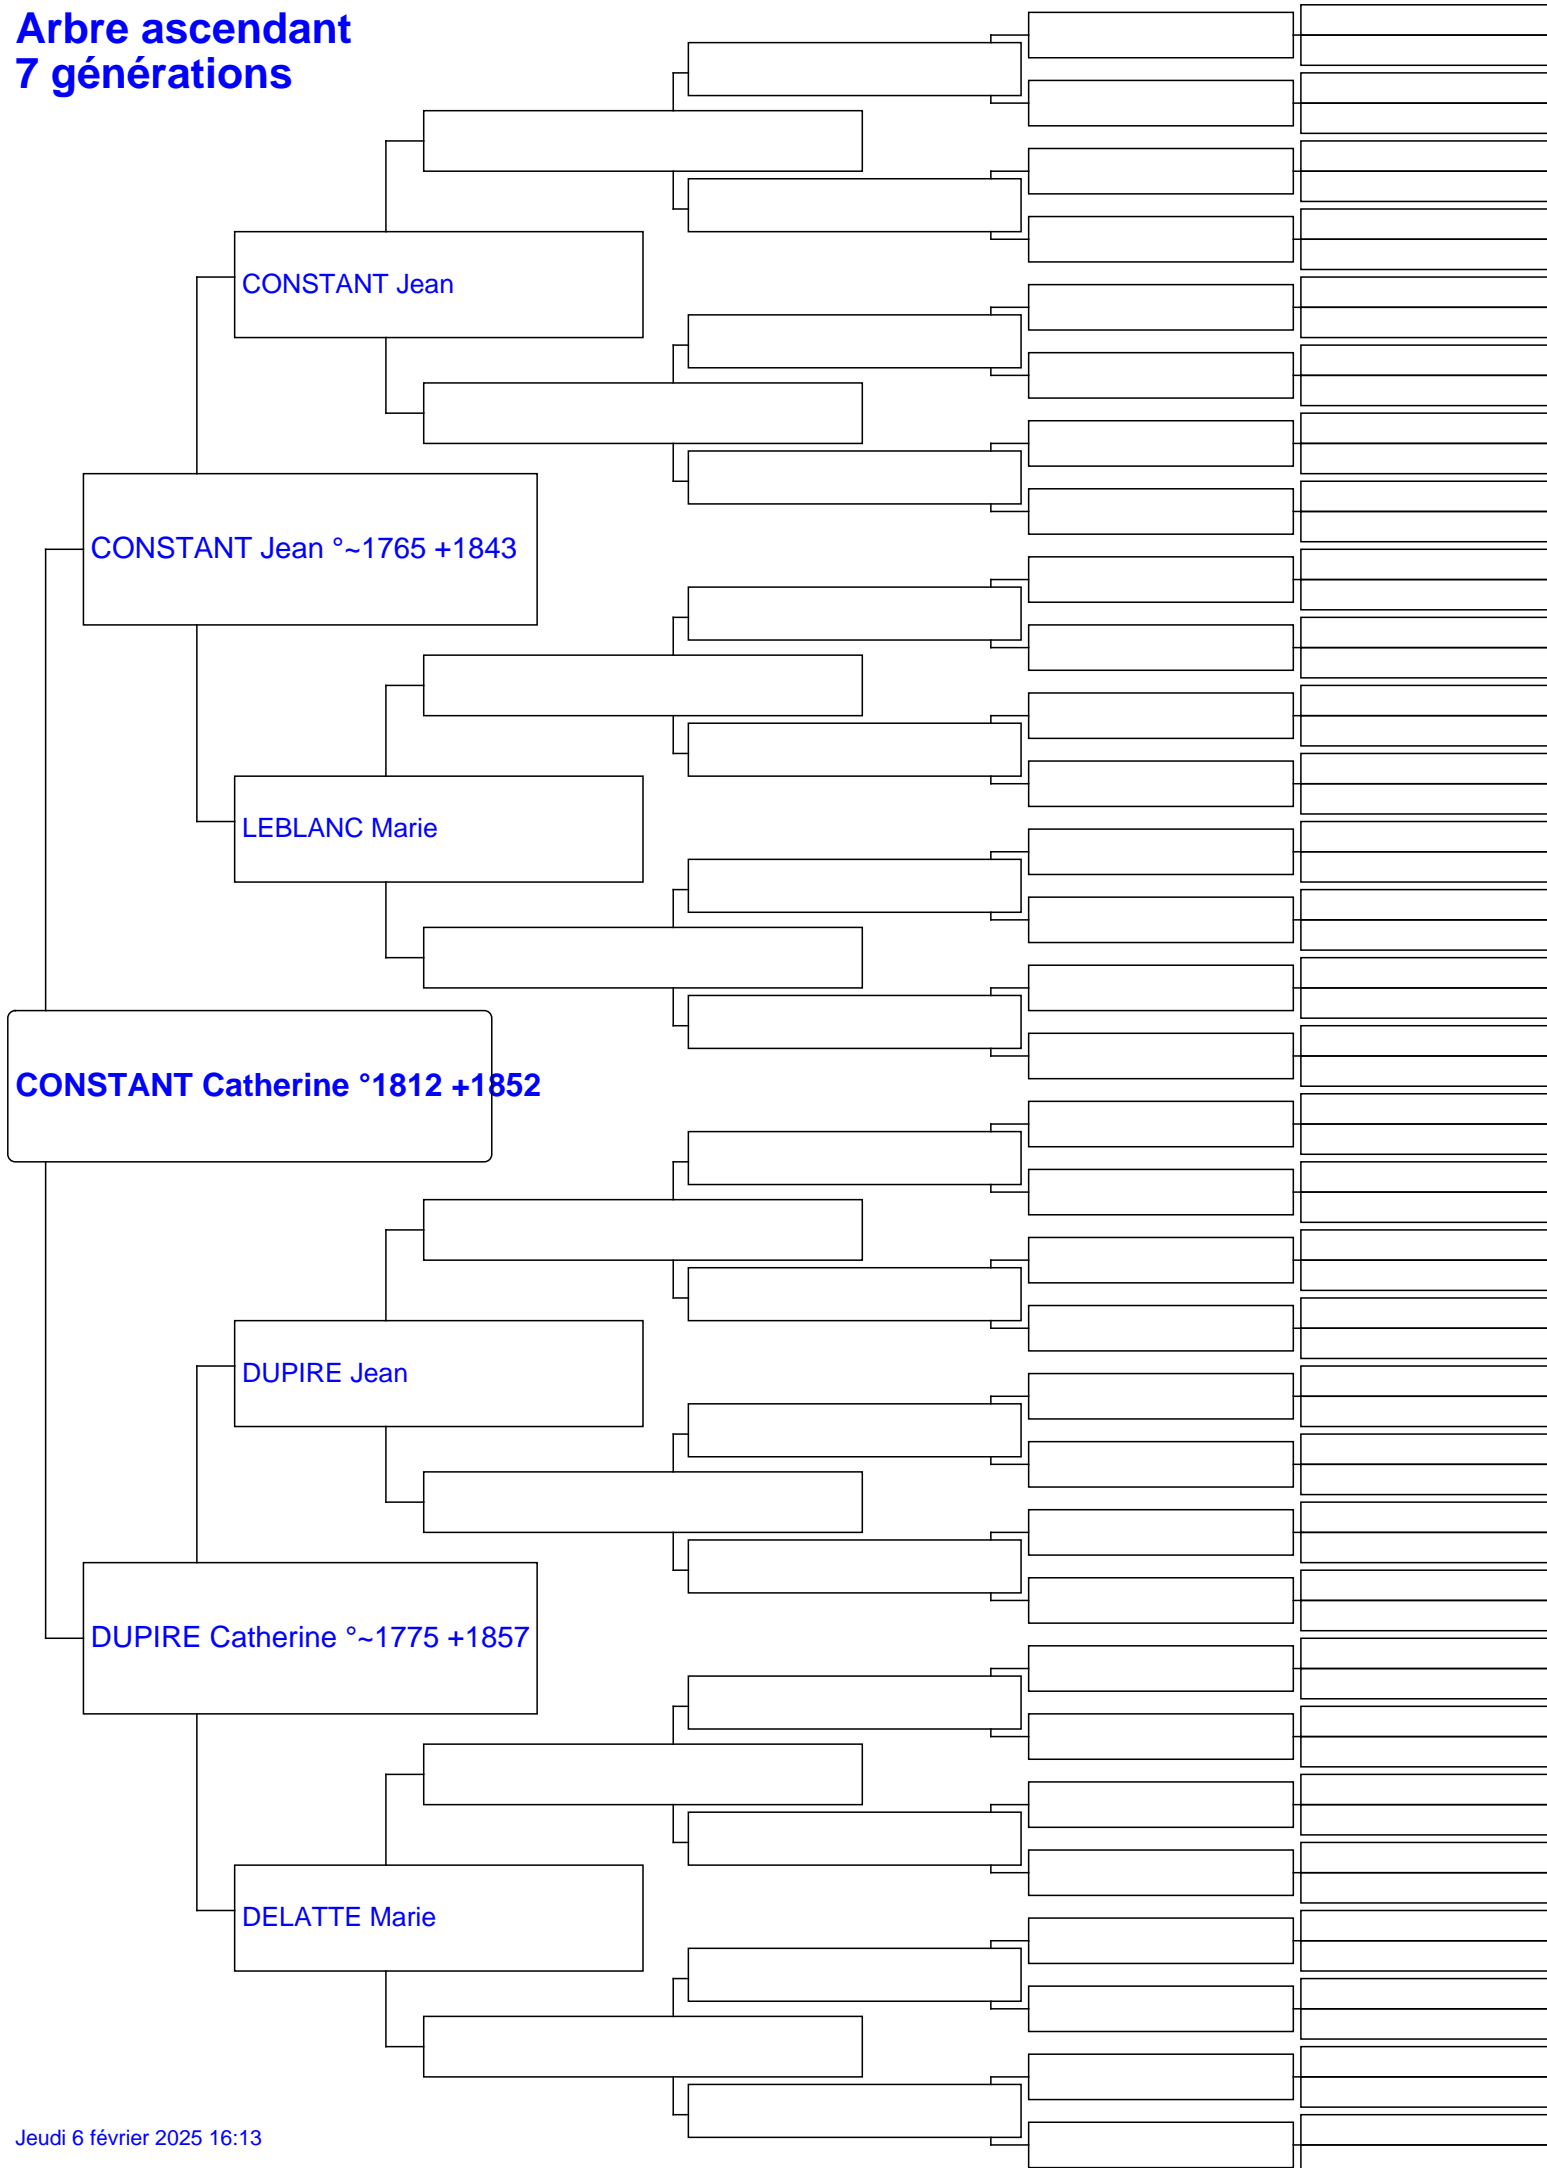 Arbre ascendant
7 générations
CONSTANT Jean
CONSTANT Jean °~1765 +1843
LEBLANC Marie
CONSTANT Catherine °1812 +1852
DUPIRE Jean
DUPIRE Catherine °~1775 +1857
DELATTE Marie
Jeudi 6 février 2025 16:13